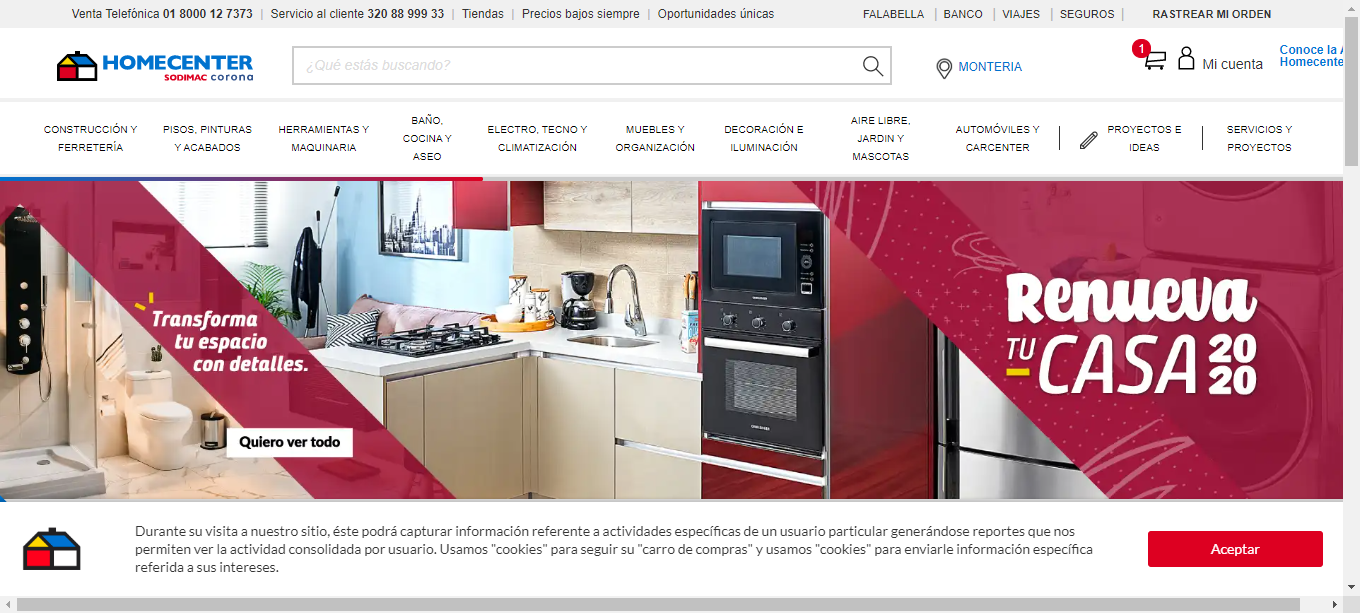 Venta Telefónica 01 8000 12 7373 | Servicio al cliente 320 88 999 33 | Tiendas | Precios bajos siempre | Oportunidades únicas
FALABELLA | BANCO | VIAJES | SEGUROS | RASTREAR MI ORDEN
HOMECENTER
SODIMAC corona
¿Qué estás buscando?
MONTERIA
1
Mi cuenta
Conoce la A
Homecente
CONSTRUCCIÓN Y
FERRETERÍA
PISOS, PINTURAS
Y ACABADOS
HERRAMIENTAS Y
MAQUINARIA
BAÑO,
COCINA Y
ASEO
ELECTRO, TECNO Y
CLIMATIZACIÓN
MUEBLES Y
ORGANIZACIÓN
DECORACIÓN E
ILUMINACIÓN
AIRE LIBRE,
JARDIN Y
MASCOTAS
AUTOMÓVILES Y
CARCENTER
PROYECTOS E
IDEAS
SERVICIOS Y
PROYECTOS
Transforma
tu espacio
con detalles.
Quiero ver todo
Renueva
TU CASA 20
20
Durante su visita a nuestro sitio, éste podrá capturar información referente a actividades específicas de un usuario particular generándose reportes que nos
permiten ver la actividad consolidada por usuario. Usamos "cookies" para seguir su "carro de compras" y usamos "cookies" para enviarle información específica
referida a sus intereses.
Aceptar